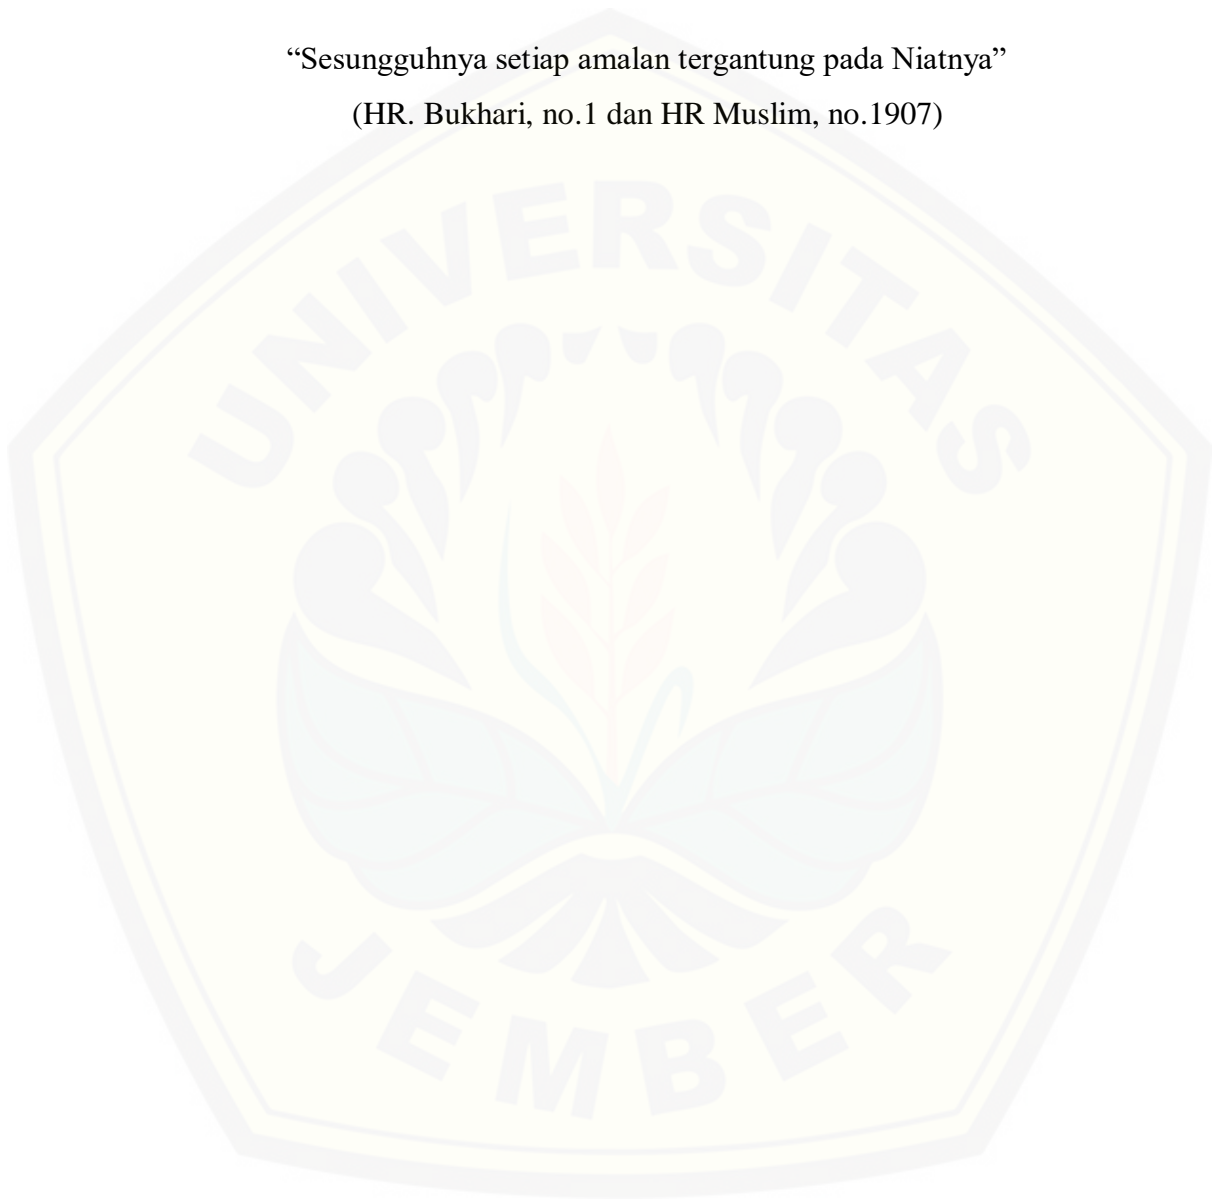 “Sesungguhnya setiap amalan tergantung pada Niatnya”
(HR. Bukhari, no.1 dan HR Muslim, no.1907)
UNIVERSITAS
JEMBER